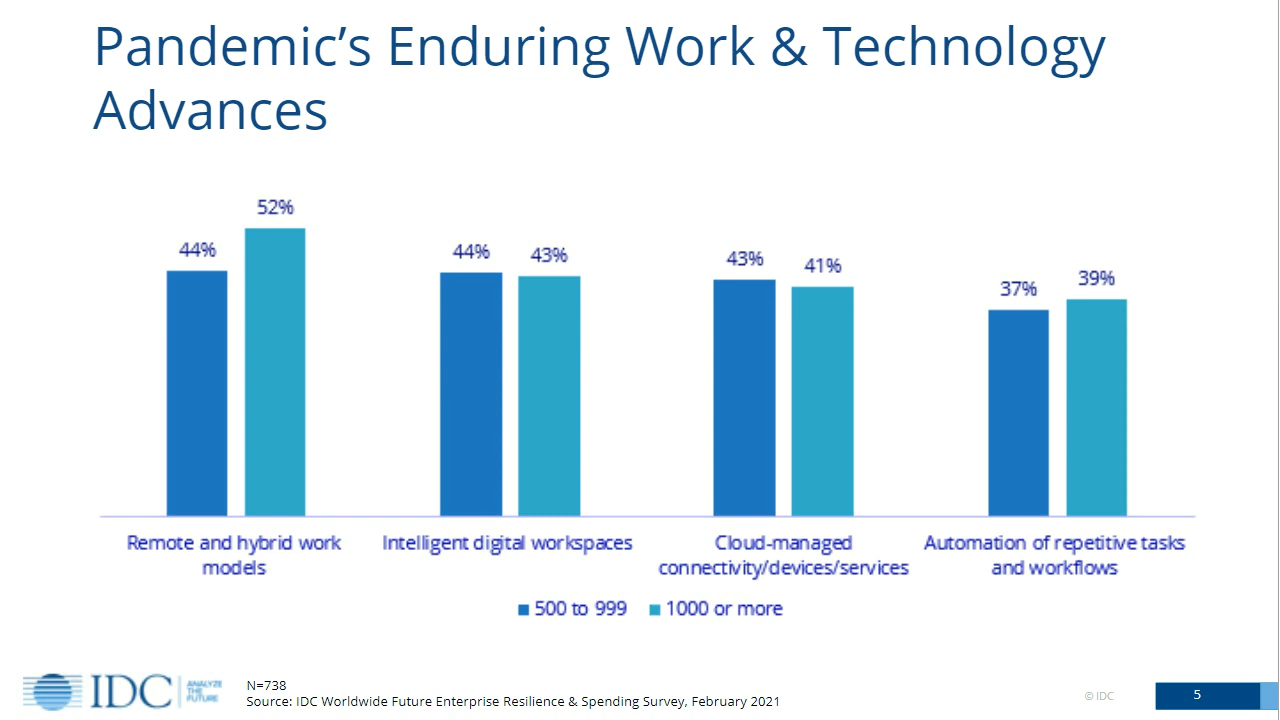 Pandemic’s Enduring Work & Technology
Advances
52%
44%
44%
43%
43%
41%
37%
39%
Remote and hybrid work
models
Intelligent digital workspaces
Cloud-managed
connectivity/devices/services
Automation of repetitive tasks
and workflows
500 to 999
1000 or more
IDC
ANALYZE
THE
FUTURE
N=738
Source: IDC Worldwide Future Enterprise Resilience & Spending Survey, February 2021
© IDC
5